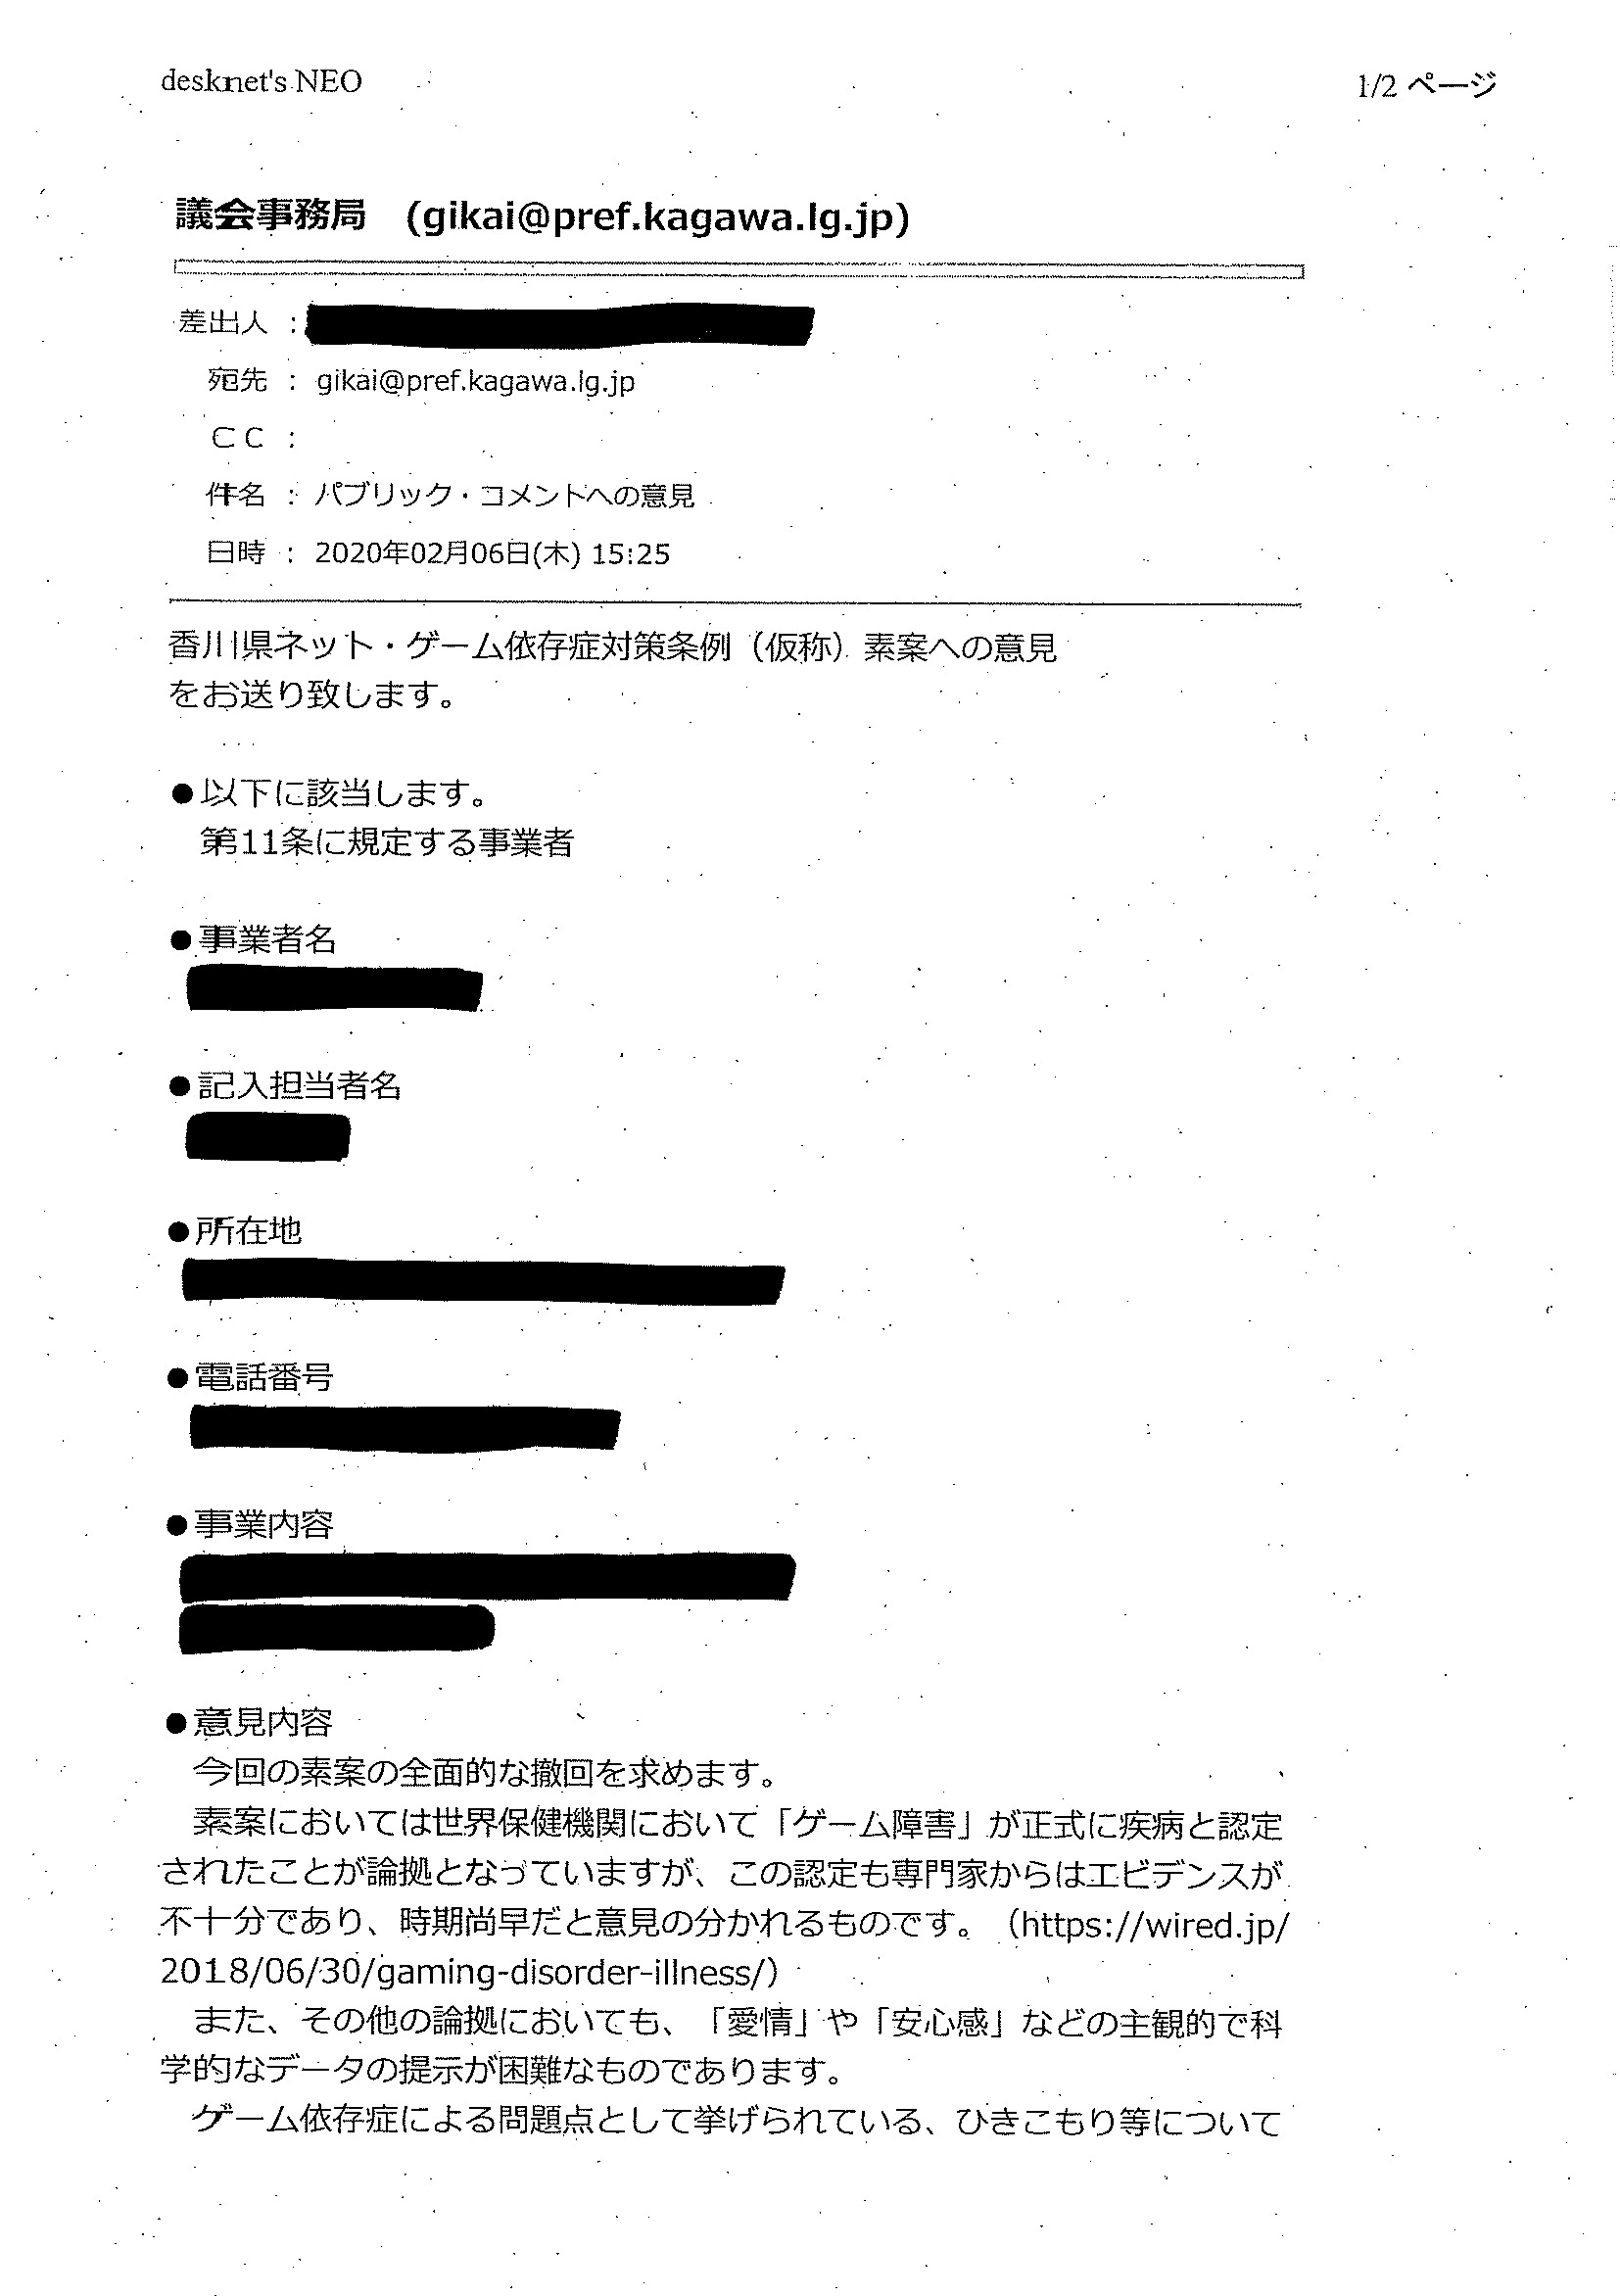 desknet's NEO
1/2 ページ
議会事務局 (gikai@pref.kagawa.lg.jp)
差出人 :
宛先 : gikai@pref.kagawa.lg.jp
ＣＣ :
件名 : パブリック・コメントへの意見
日時 : 2020年02月06日(木) 15:25
香川県ネット・ゲーム依存症対策条例（仮称）素案への意見
をお送り致します。
●以下に該当します。
第11条に規定する事業者
●事業者名
●記入担当者名
●所在地
●電話番号
●事業内容
●意見内容
今回の素案の全面的な撤回を求めます。
素案においては世界保健機関において「ゲーム障害」が正式に疾病と認定
されたことが論拠となっていますが、この認定も専門家からはエビデンスが
不十分であり、時期尚早だと意見の分かれるものです。（https://wired.jp/
2018/06/30/gaming-disorder-illness/）
また、その他の論拠においても、「愛情」や「安心感」などの主観的で科
学的なデータの提示が困難なものであります。
ゲーム依存症による問題点として挙げられている、ひきこもり等について